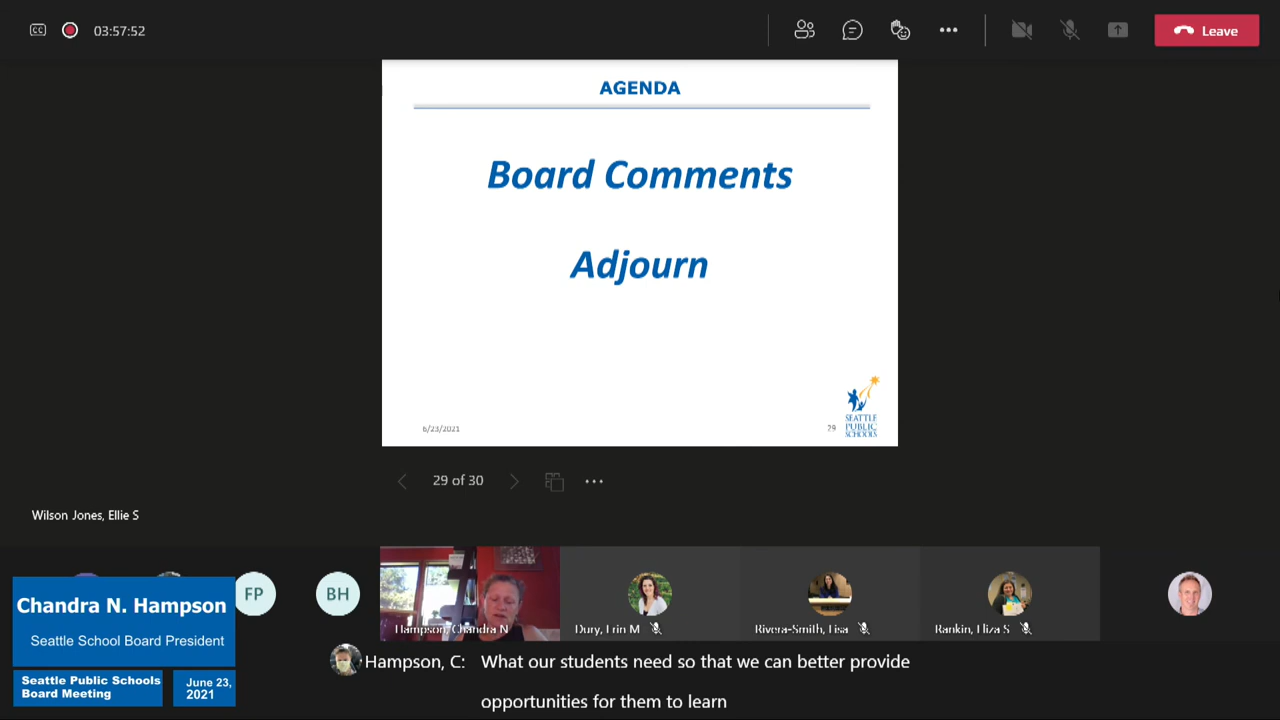 CC
03:57:52
Leave
AGENDA
Board Comments
Adjourn
6/23/2021
29
SEATTLE
PUBLIC
SCHOOLS
29 of 30
Wilson Jones, Ellie S
FP
BH
Chandra N. Hampson
Seattle School Board President
Seattle Public Schools
Board Meeting
June 23,
2021
Hampson, Chandra N
Dury, Erin M
Rivera-Smith, Lisa
Rankin, Eliza S
Hampson, C:
What our students need so that we can better provide
opportunities for them to learn